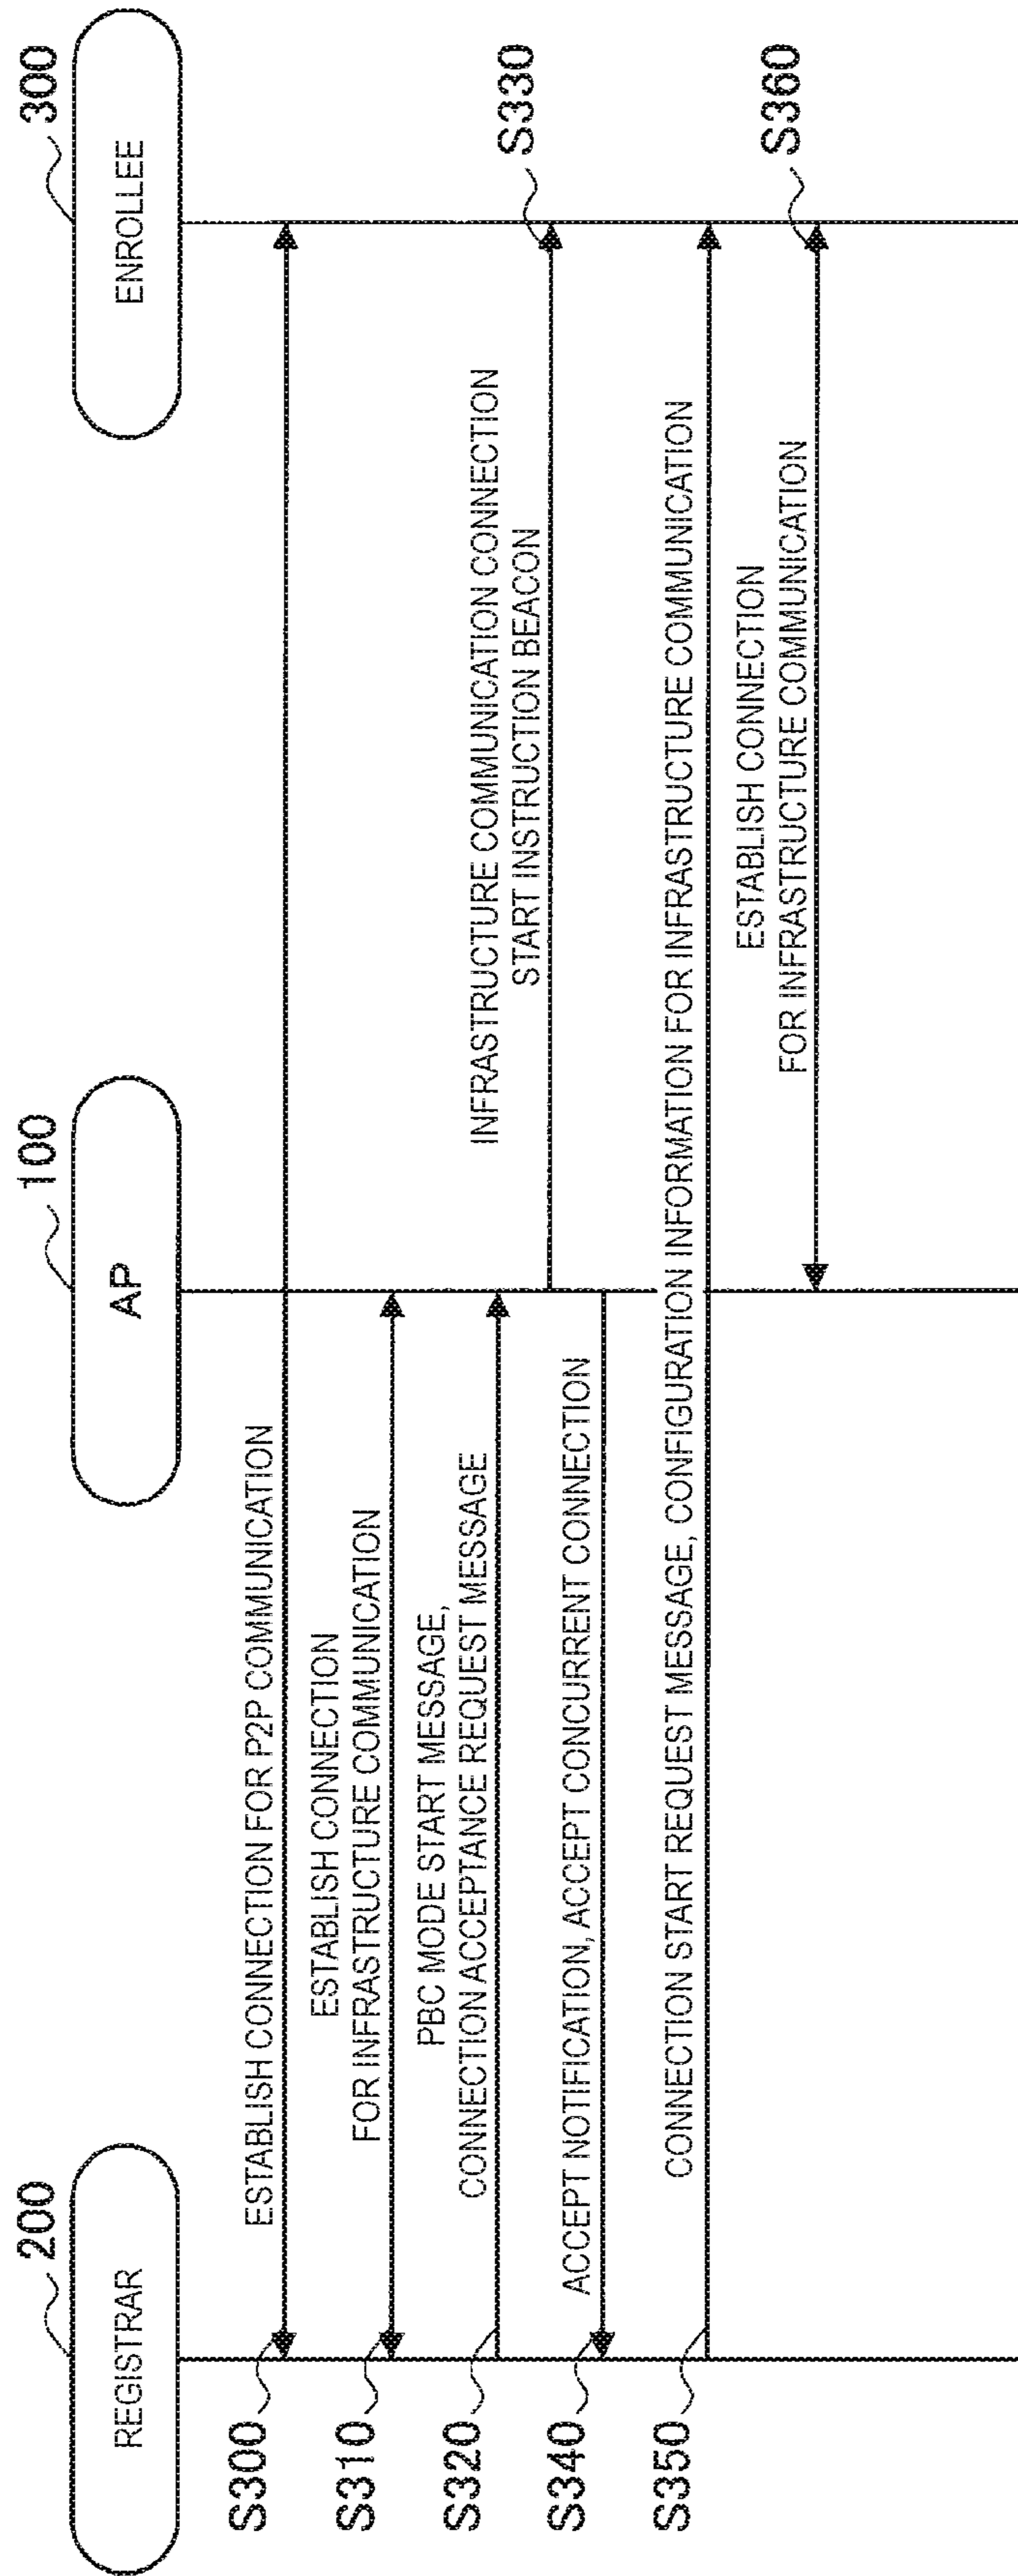 200
REGISTRAR
100
AP
300
ENROLLEE
S300
ESTABLISH CONNECTION FOR P2P COMMUNICATION
S310
ESTABLISH CONNECTION
FOR INFRASTRUCTURE COMMUNICATION
S320
PBC MODE START MESSAGE,
CONNECTION ACCEPTANCE REQUEST MESSAGE
INFRASTRUCTURE COMMUNICATION CONNECTION
START INSTRUCTION BEACON
S330
S340
ACCEPT NOTIFICATION, ACCEPT CONCURRENT CONNECTION
S350
CONNECTION START REQUEST MESSAGE, CONFIGURATION INFORMATION FOR INFRASTRUCTURE COMMUNICATION
ESTABLISH CONNECTION
FOR INFRASTRUCTURE COMMUNICATION
S360